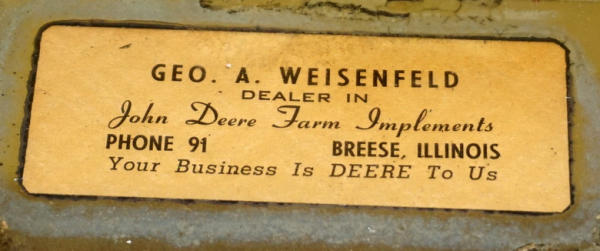 GEO. A. WEISENFELD
DEALER IN
John Deere Farm Implements
PHONE 91 BREESE, ILLINOIS
Your Business Is DEERE To Us